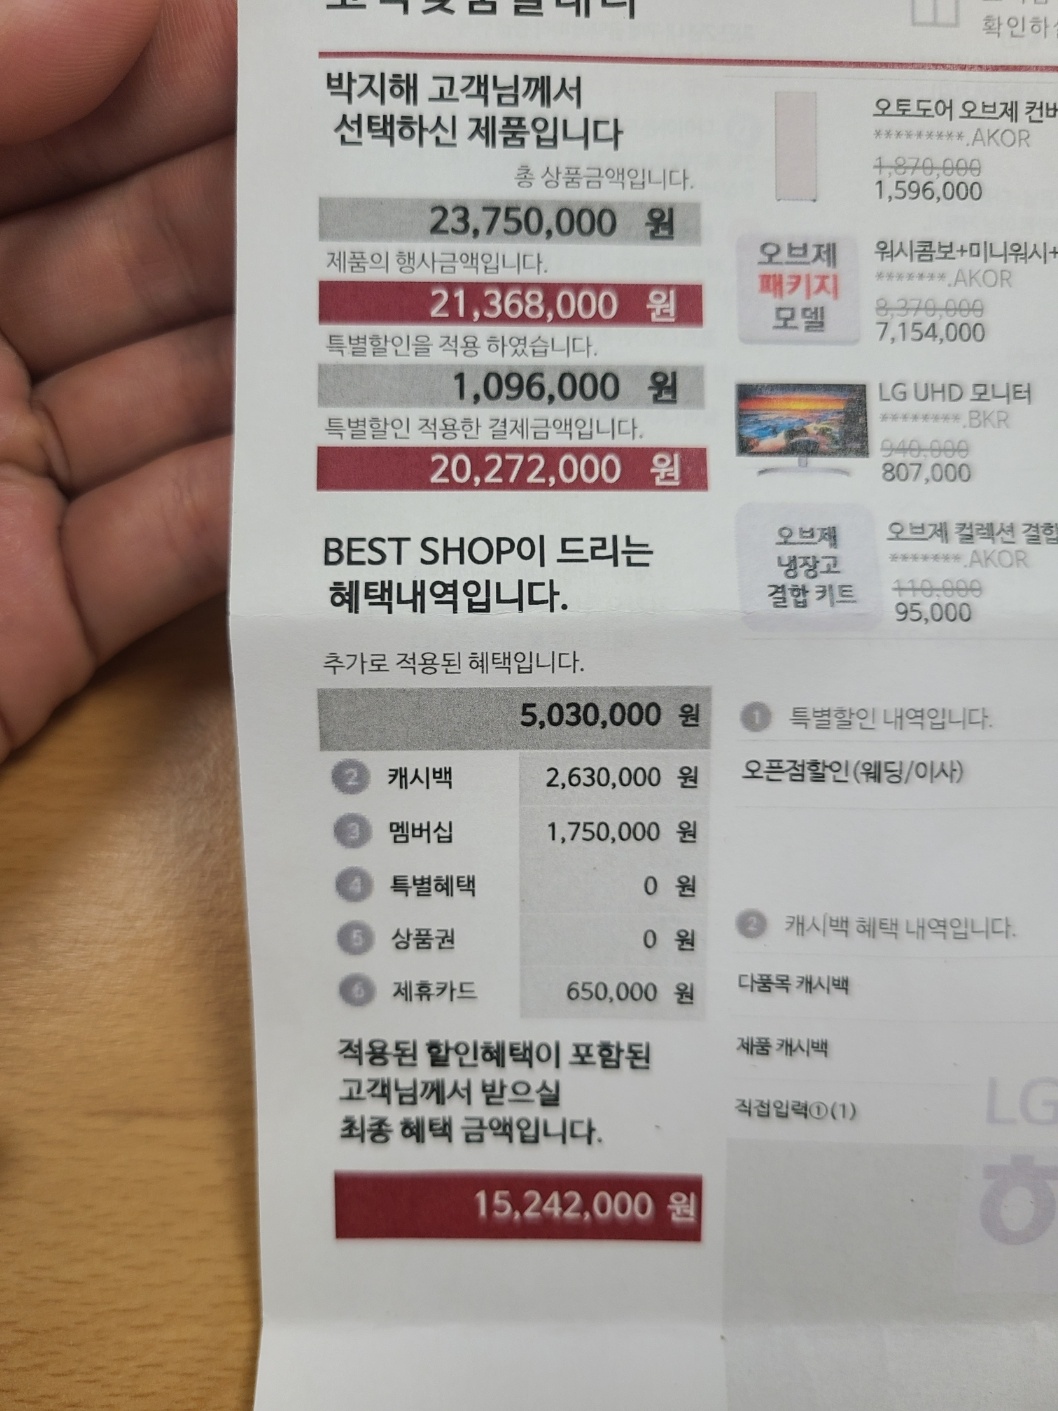 확인하
박지해 고객님께서
선택하신 제품입니다
총 상품금액입니다.
23,750,000 원
제품의 행사금액입니다.
21,368,000 원
특별할인을 적용 하였습니다.
1,096,000 원
특별할인 적용한 결제금액입니다.
20,272,000 원
BEST SHOP이 드리는
혜택내역입니다.
추가로 적용된 혜택입니다.
5,030,000 원
2 캐시백 2,630,000 원
3 멤버십 1,750,000 원
4 특별혜택 0 원
5 상품권 0 원
6 제휴카드 650,000 원
적용된 할인혜택이 포함된
고객님께서 받으실
최종 혜택 금액입니다.
15,242,000 원
오토도어 오브제 컨버
*********.AKOR
1,870,000
1,596,000
오브제
패키지
모델
워시콤보+미니워시+
*******.AKOR
8,370,000
7,154,000
LG UHD 모니터
********.BKR
940,000
807,000
오브제
냉장고
결합 키트
오브제 컬렉션 결합
*******.AKOR
110,000
95,000
1 특별할인 내역입니다.
오픈점할인(웨딩/이사)
2 캐시백 혜택 내역입니다.
다품목 캐시백
제품 캐시백
직접입력①(1)
LG